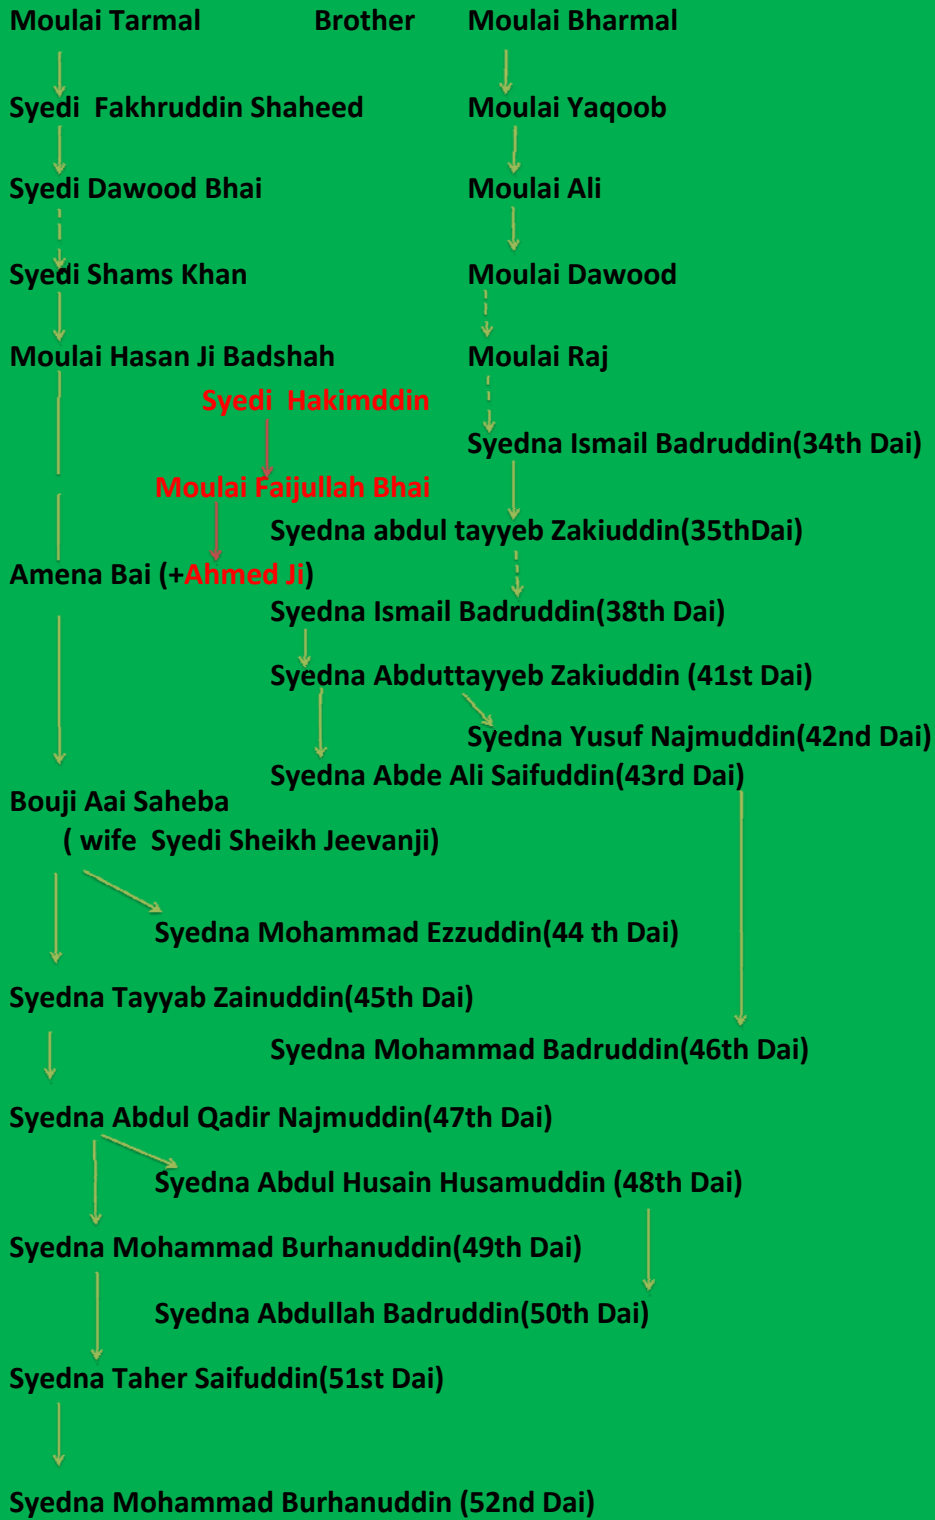 Moulai Tarmal Brother Moulai Bharmal
Syedi Fakhruddin Shaheed Moulai Yaqoob
Syedi Dawood Bhai Moulai Ali
Syedi Shams Khan Moulai Dawood
Moulai Hasan Ji Badshah Moulai Raj
Syedi Hakimddin
Syedna Ismail Badruddin(34th Dai)
Moulai Faijullah Bhai
Syedna abdul tayyeb Zakiuddin(35thDai)
Amena Bai (+Ahmed Ji)
Syedna Ismail Badruddin(38th Dai)
Syedna Abduttayyeb Zakiuddin (41st Dai)
Syedna Yusuf Najmuddin(42nd Dai)
Syedna Abde Ali Saifuddin(43rd Dai)
Bouji Aai Saheba
( wife Syedi Sheikh Jeevanji)
Syedna Mohammad Ezzuddin(44 th Dai)
Syedna Tayyab Zainuddin(45th Dai)
Syedna Mohammad Badruddin(46th Dai)
Syedna Abdul Qadir Najmuddin(47th Dai)
Syedna Abdul Husain Husamuddin (48th Dai)
Syedna Mohammad Burhanuddin(49th Dai)
Syedna Abdullah Badruddin(50th Dai)
Syedna Taher Saifuddin(51st Dai)
Syedna Mohammad Burhanuddin (52nd Dai)